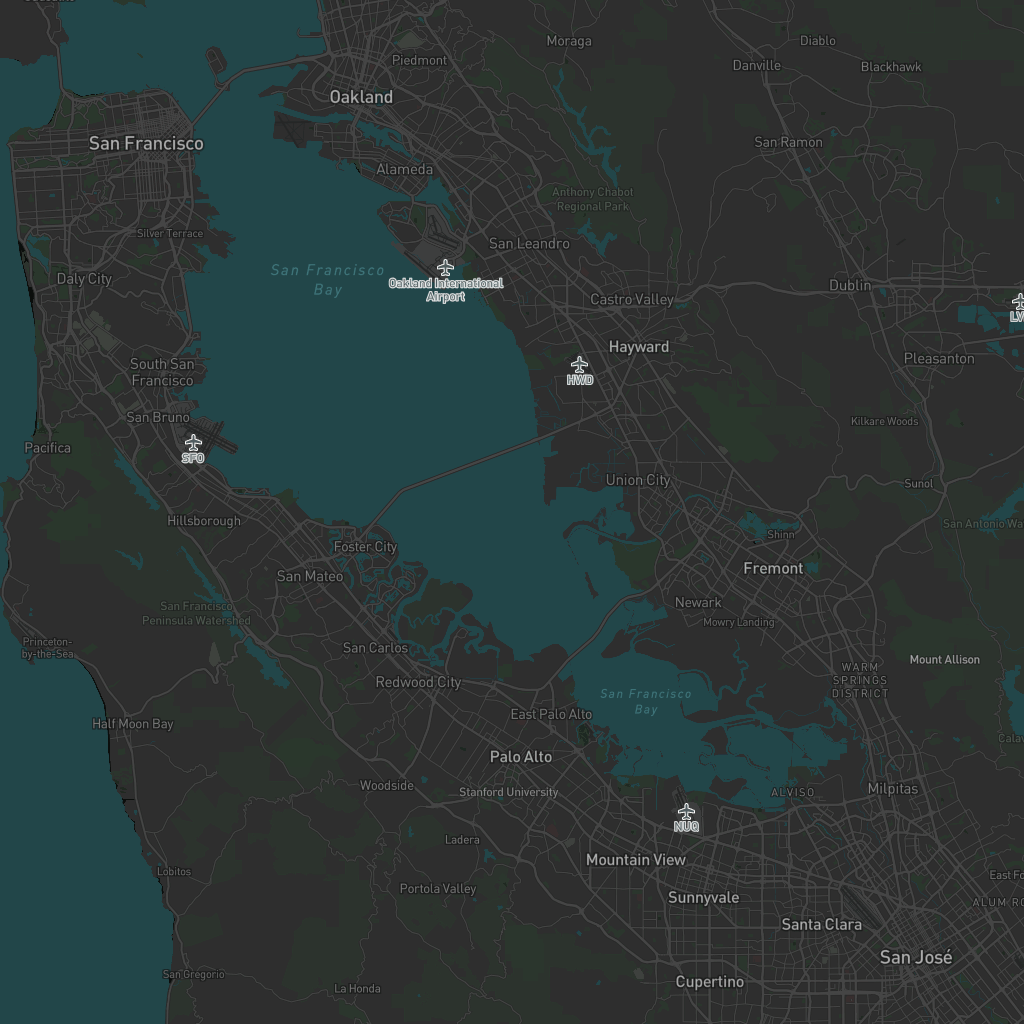 Moraga
Diablo
Piedmont
Danville
Blackhawk
Oakland
San Francisco
San Ramon
Alameda
Anthony Chabot
Regional Park
Silver Terrace
San Leandro
San Francisco
Bay
Daly City
Oakland International
Airport
Dublin
Castro Valley
LV
Hayward
Pleasanton
South San
Francisco
HWD
San Bruno
Kilkare Woods
Pacifica
SFO
Union City
Sunol
Hillsborough
San Antonio Wa
Shinn
Foster City
Fremont
San Mateo
San Francisco
Peninsula Watershed
Newark
Mowry Landing
Princeton-
by-the-Sea
San Carlos
Mount Allison
WARM
SPRINGS
DISTRICT
Redwood City
San Francisco
Bay
East Palo Alto
Half Moon Bay
Calav
Palo Alto
Woodside
Stanford University
ALVISO
Milpitas
NUQ
Ladera
Mountain View
Lobitos
East Fo
Portola Valley
Sunnyvale
ALUM RO
Santa Clara
San José
San Gregorio
Cupertino
La Honda